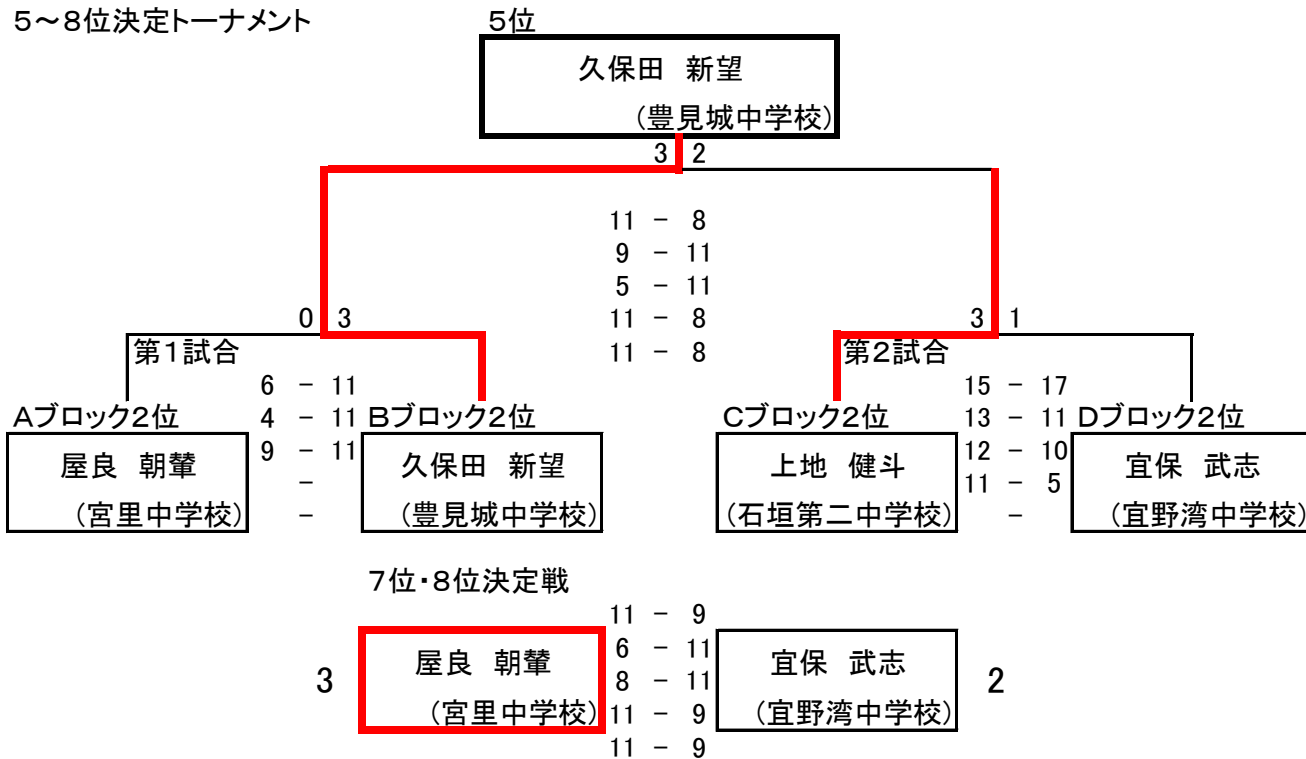 5～8位決定トーナメント
5位
久保田 新望
(豊見城中学校)
3 2
11 － 8
9 － 11
5 － 11
11 － 8
11 － 8
0 3
第1試合
6 － 11
4 － 11
9 － 11
－
－
Aブロック2位
屋良 朝輦
(宮里中学校)
Bブロック2位
久保田 新望
(豊見城中学校)
3 1
第2試合
15 － 17
13 － 11
12 － 10
11 － 5
－
Cブロック2位
上地 健斗
(石垣第二中学校)
Dブロック2位
宜保 武志
(宜野湾中学校)
7位・8位決定戦
3
屋良 朝輦
(宮里中学校)
11 － 9
6 － 11
8 － 11
11 － 9
11 － 9
宜保 武志
(宜野湾中学校)
2